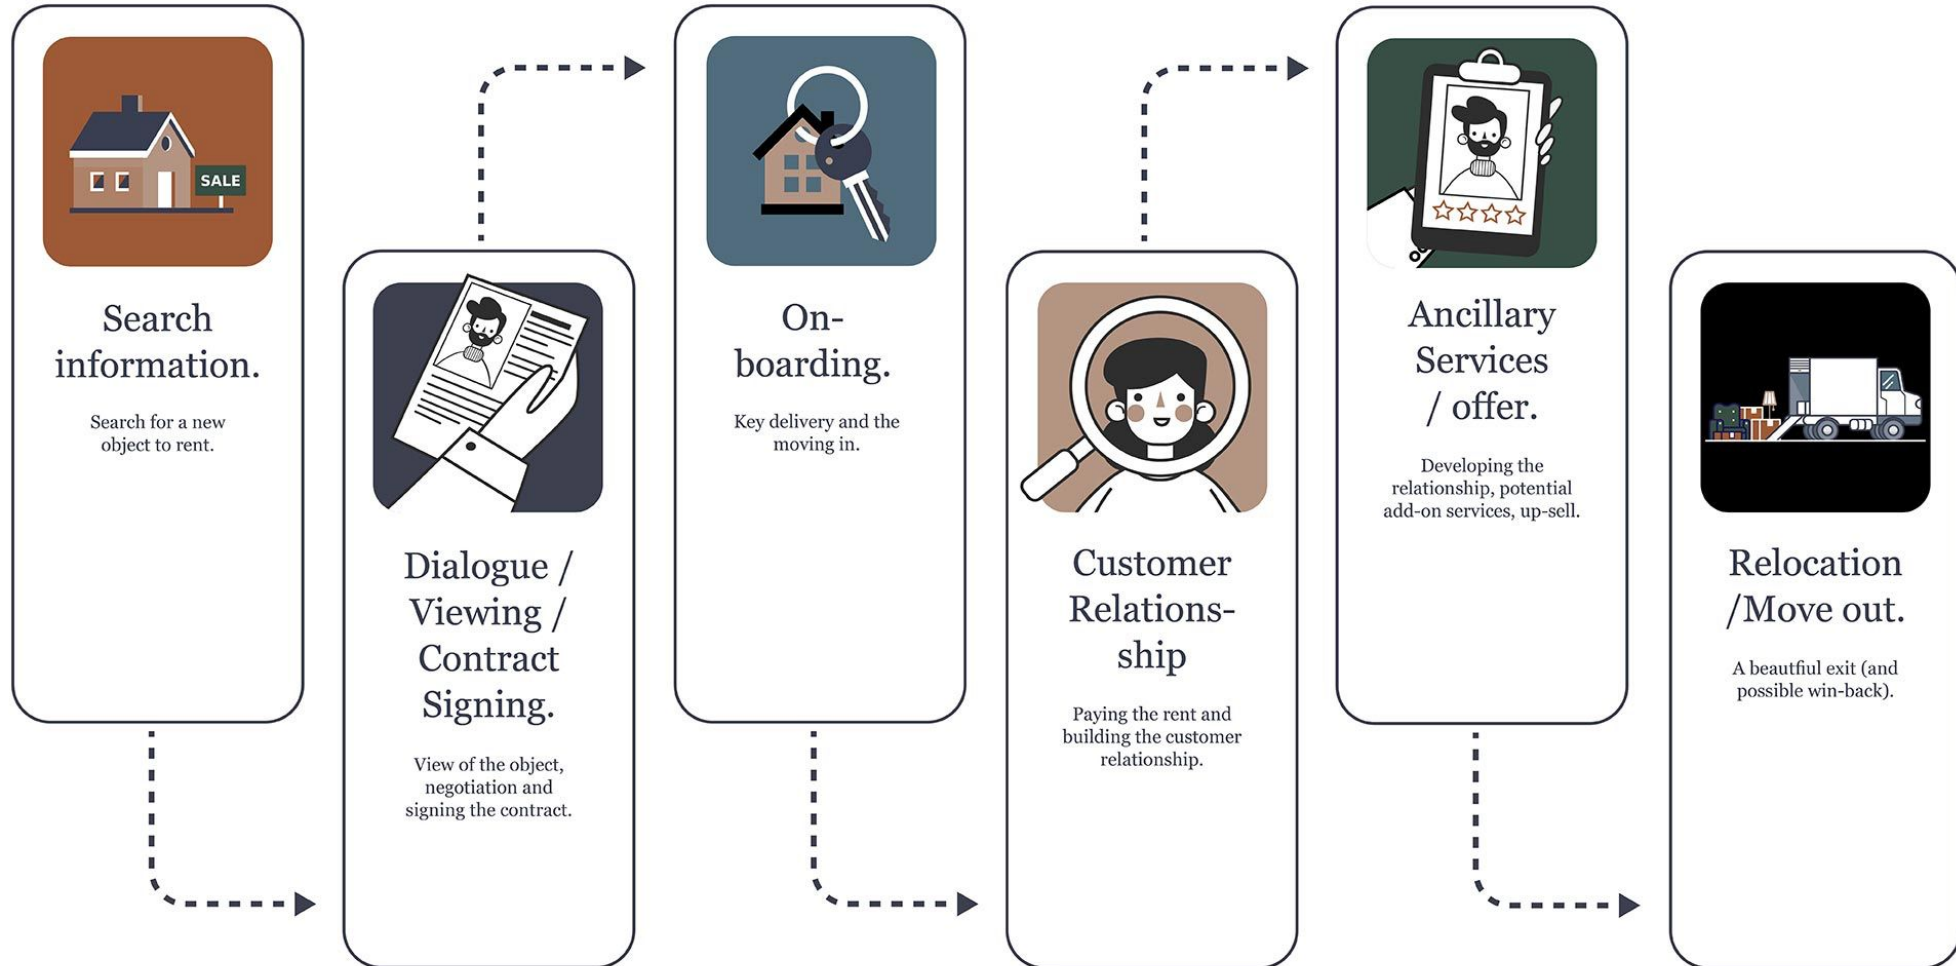 SALE
Search
information.
Search for a new
object to rent.
Dialogue /
Viewing /
Contract
Signing.
View of the object,
negotiation and
signing the contract.
On-
boarding.
Key delivery and the
moving in.
Customer
Relations-
ship
Paying the rent and
building the customer
relationship.
Ancillary
Services
/ offer.
Developing the
relationship, potential
add-on services, up-sell.
Relocation
/Move out.
A beautfiul exit (and
possible win-back).